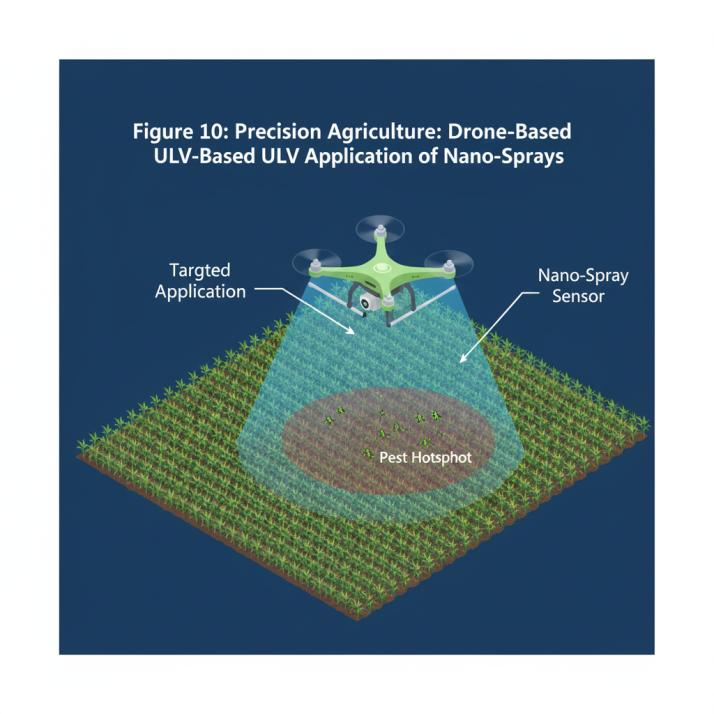 Figure 10: Precision Agriculture: Drone-Based
ULV-Based ULV Application of Nano-Sprays
Targted
Application
Nano-Spray
Sensor
Pest Hotsphot